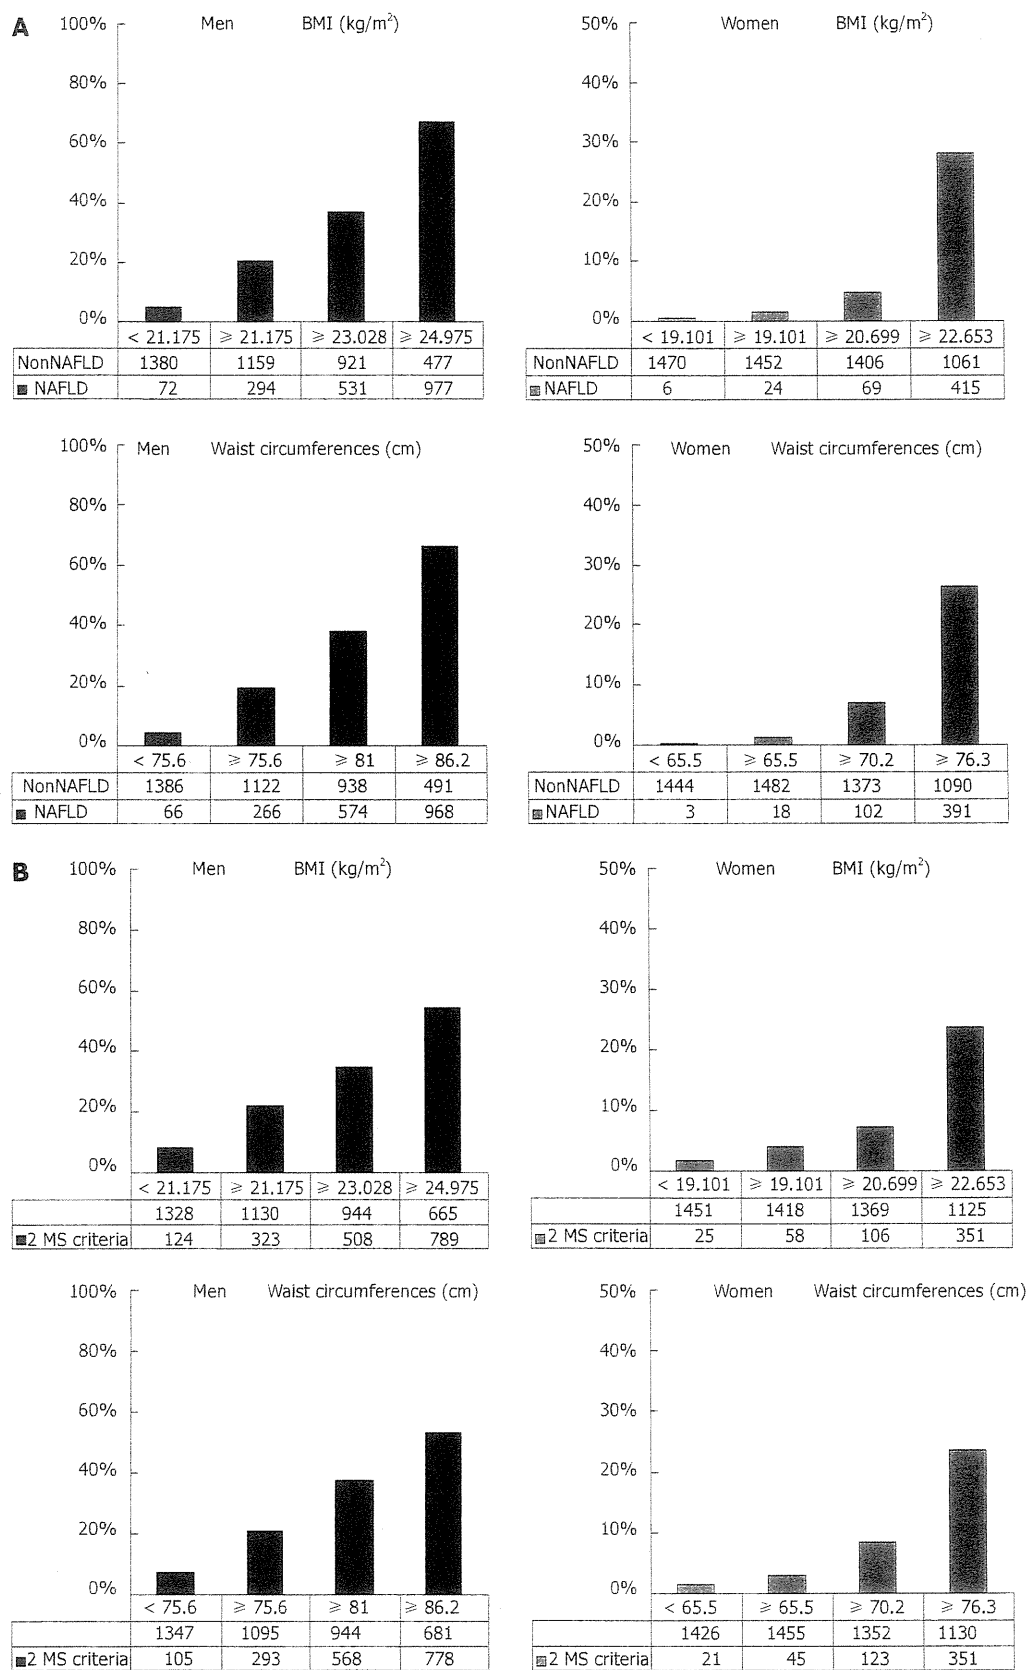 A
100% Men BMI (kg/m²)
80%
60%
40%
20%
0%
< 21.175 ⩾ 21.175 ⩾ 23.028 ⩾ 24.975
NonNAFLD 1380 1159 921 477
NAFLD 72 294 531 977
50% Women BMI (kg/m²)
40%
30%
20%
10%
0%
< 19.101 ⩾ 19.101 ⩾ 20.699 ⩾ 22.653
NonNAFLD 1470 1452 1406 1061
NAFLD 6 24 69 415
100% Men Waist circumferences (cm)
80%
60%
40%
20%
0%
< 75.6 ⩾ 75.6 ⩾ 81 ⩾ 86.2
NonNAFLD 1386 1122 938 491
NAFLD 66 266 574 968
50% Women Waist circumferences (cm)
40%
30%
20%
10%
0%
< 65.5 ⩾ 65.5 ⩾ 70.2 ⩾ 76.3
NonNAFLD 1444 1482 1373 1090
NAFLD 3 18 102 391
B
100% Men BMI (kg/m²)
80%
60%
40%
20%
0%
< 21.175 ⩾ 21.175 ⩾ 23.028 ⩾ 24.975
1328 1130 944 665
2 MS criteria 124 323 508 789
50% Women BMI (kg/m²)
40%
30%
20%
10%
0%
< 19.101 ⩾ 19.101 ⩾ 20.699 ⩾ 22.653
1451 1418 1369 1125
2 MS criteria 25 58 106 351
100% Men Waist circumferences (cm)
80%
60%
40%
20%
0%
< 75.6 ⩾ 75.6 ⩾ 81 ⩾ 86.2
1347 1095 944 681
2 MS criteria 105 293 568 778
50% Women Waist circumferences (cm)
40%
30%
20%
10%
0%
< 65.5 ⩾ 65.5 ⩾ 70.2 ⩾ 76.3
1426 1455 1352 1130
2 MS criteria 21 45 123 351